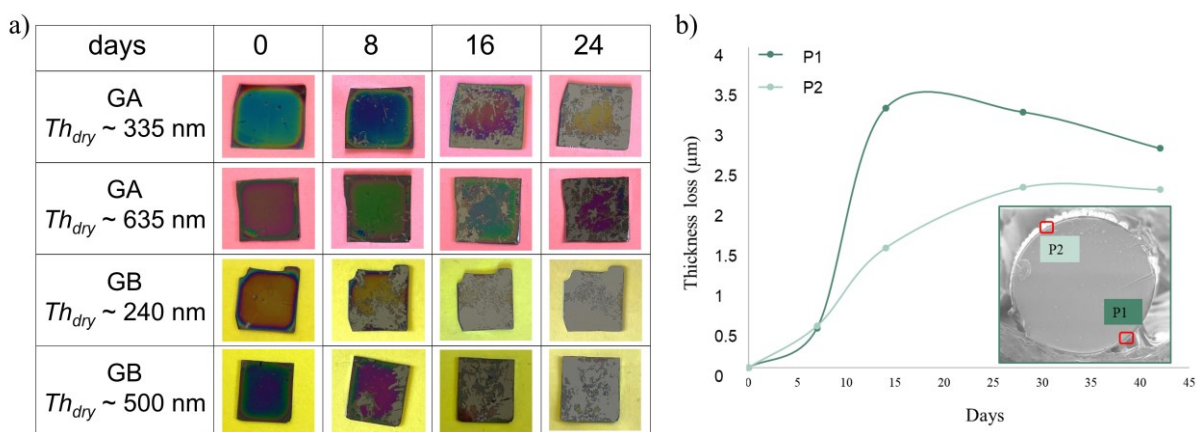 a)
days 0 8 16 24
GA
Th_dry ~ 335 nm
GA
Th_dry ~ 635 nm
GB
Th_dry ~ 240 nm
GB
Th_dry ~ 500 nm
b)
P1
P2
Thickness loss (µm)
4
3.5
3
2.5
2
1.5
1
0.5
0
0 5 10 15 20 25 30 35 40 45
Days
P2
P1